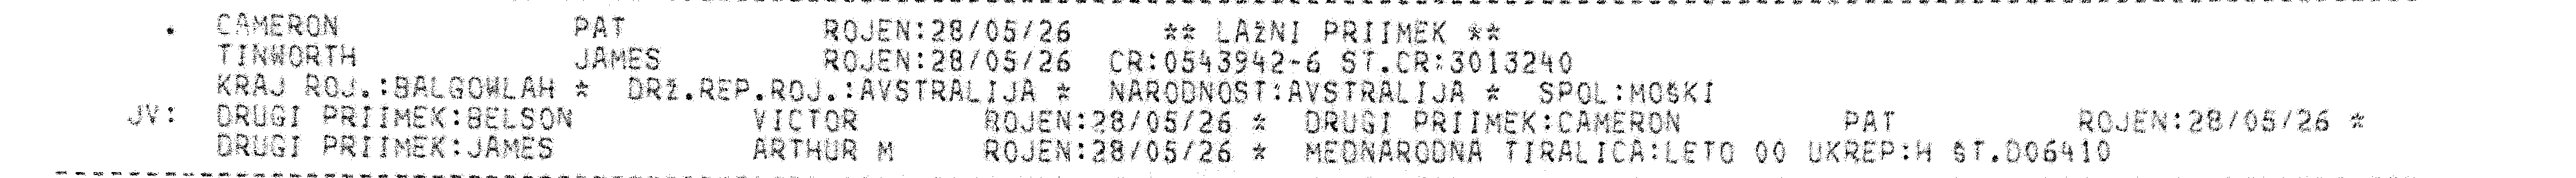 . CAMERON PAT ROJEN:28/05/26 ** LAŽNI PRIIMEK **
TINWORTH JAMES ROJEN:28/05/26 CR:0543942-6 ST.CR:3013240
KRAJ ROJ.:BALGOWLAH * DRŽ.REP.ROJ.:AVSTRALIJA * NARODNOST:AVSTRALIJA * SPOL:MOŠKI
JV: DRUGI PRIIMEK:BELSON VICTOR ROJEN:28/05/26 * DRUGI PRIIMEK:CAMERON PAT ROJEN:28/05/26 *
DRUGI PRIIMEK:JAMES ARTHUR M ROJEN:28/05/26 * MEDNARODNA TIRALICA:LETO 00 UKREP:H ŠT.D06410